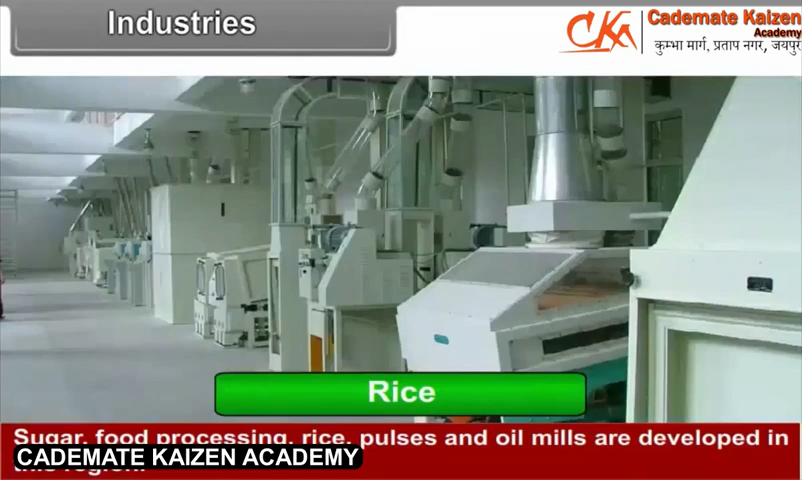 Industries
CKA
Cademate Kaizen
Academy
कुम्भा मार्ग, प्रताप नगर, जयपुर
Rice
Sugar, food processing, rice, pulses and oil mills are developed in
CADEMATE KAIZEN ACADEMY